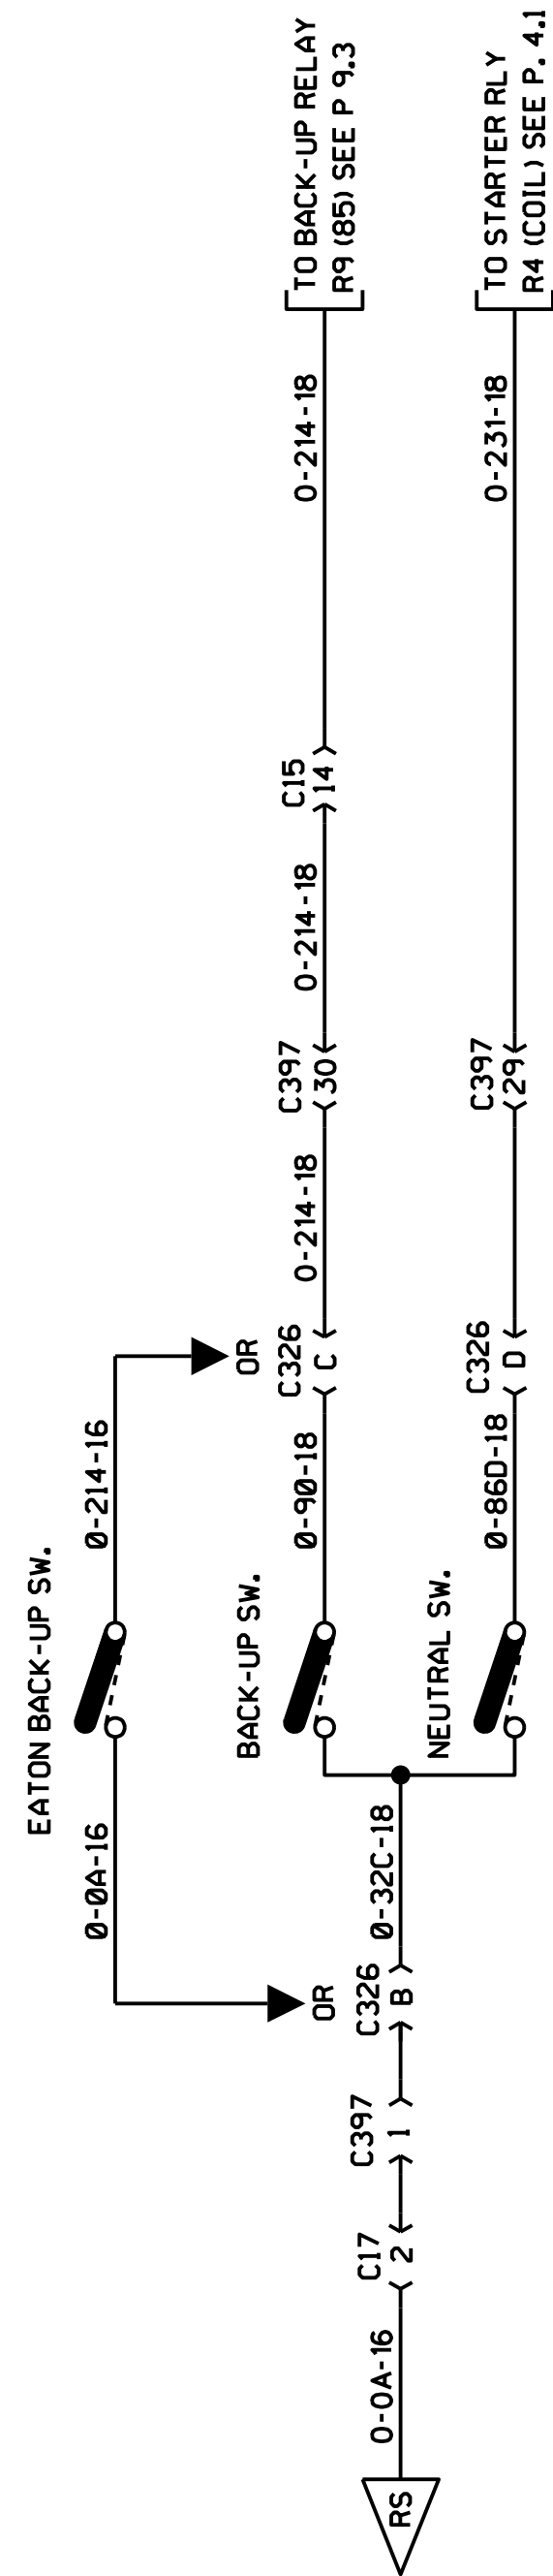 EATON BACK-UP SW.
0-0A-16
0-214-16
OR
OR
BACK-UP SW.
TO BACK-UP RELAY
R9 (85) SEE P 9.3
0-90-18
C326
C
0-214-18
C397
30
0-214-18
C15
14
0-214-18
RS
0-0A-16
C17
2
C397
1
C326
B
0-32C-18
NEUTRAL SW.
0-86D-18
C326
D
C397
29
0-231-18
TO STARTER RLY
R4 (COIL) SEE P. 4.1